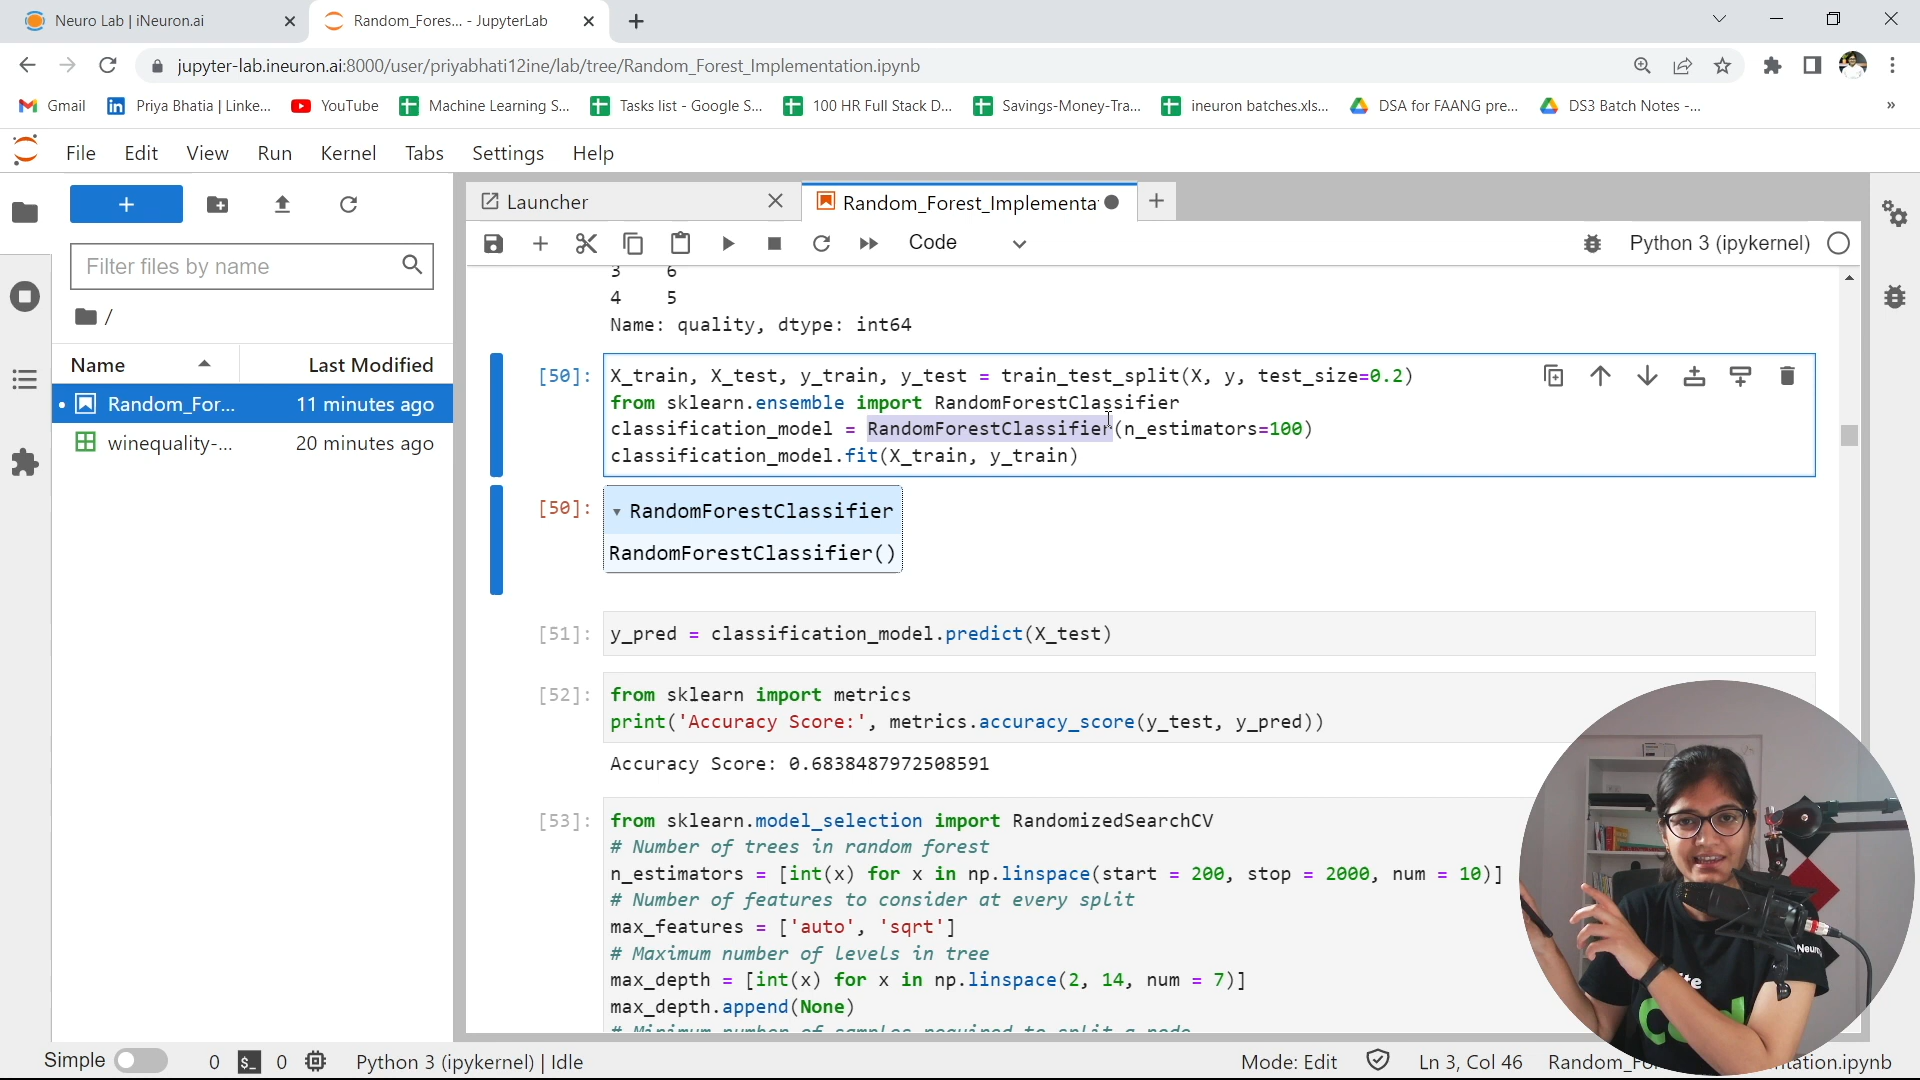 Neuro Lab | iNeuron.ai
Random_Fores... - JupyterLab
jupyter-lab.ineuron.ai:8000/user/priyabhati12ine/lab/tree/Random_Forest_Implementation.ipynb
Gmail
Priya Bhatia | Linke...
YouTube
Machine Learning S...
Tasks list - Google S...
100 HR Full Stack D...
Savings-Money-Tra...
ineuron batches.xls...
DSA for FAANG pre...
DS3 Batch Notes -...
»
File Edit View Run Kernel Tabs Settings Help
Filter files by name
/
Name Last Modified
Random_For... 11 minutes ago
winequality-... 20 minutes ago
Launcher
Random_Forest_Implementa
Code
Python 3 (ipykernel)
3 6
4 5
Name: quality, dtype: int64
[50]: X_train, X_test, y_train, y_test = train_test_split(X, y, test_size=0.2)
from sklearn.ensemble import RandomForestClassifier
classification_model = RandomForestClassifier(n_estimators=100)
classification_model.fit(X_train, y_train)
[50]: ▾ RandomForestClassifier
RandomForestClassifier()
[51]: y_pred = classification_model.predict(X_test)
[52]: from sklearn import metrics
print('Accuracy Score:', metrics.accuracy_score(y_test, y_pred))
Accuracy Score: 0.6838487972508591
[53]: from sklearn.model_selection import RandomizedSearchCV
# Number of trees in random forest
n_estimators = [int(x) for x in np.linspace(start = 200, stop = 2000, num = 10)]
# Number of features to consider at every split
max_features = ['auto', 'sqrt']
# Maximum number of levels in tree
max_depth = [int(x) for x in np.linspace(2, 14, num = 7)]
max_depth.append(None)
# Minimum number of samples required to split a node
Simple
0
$_
0
Python 3 (ipykernel) | Idle
Mode: Edit
Ln 3, Col 46